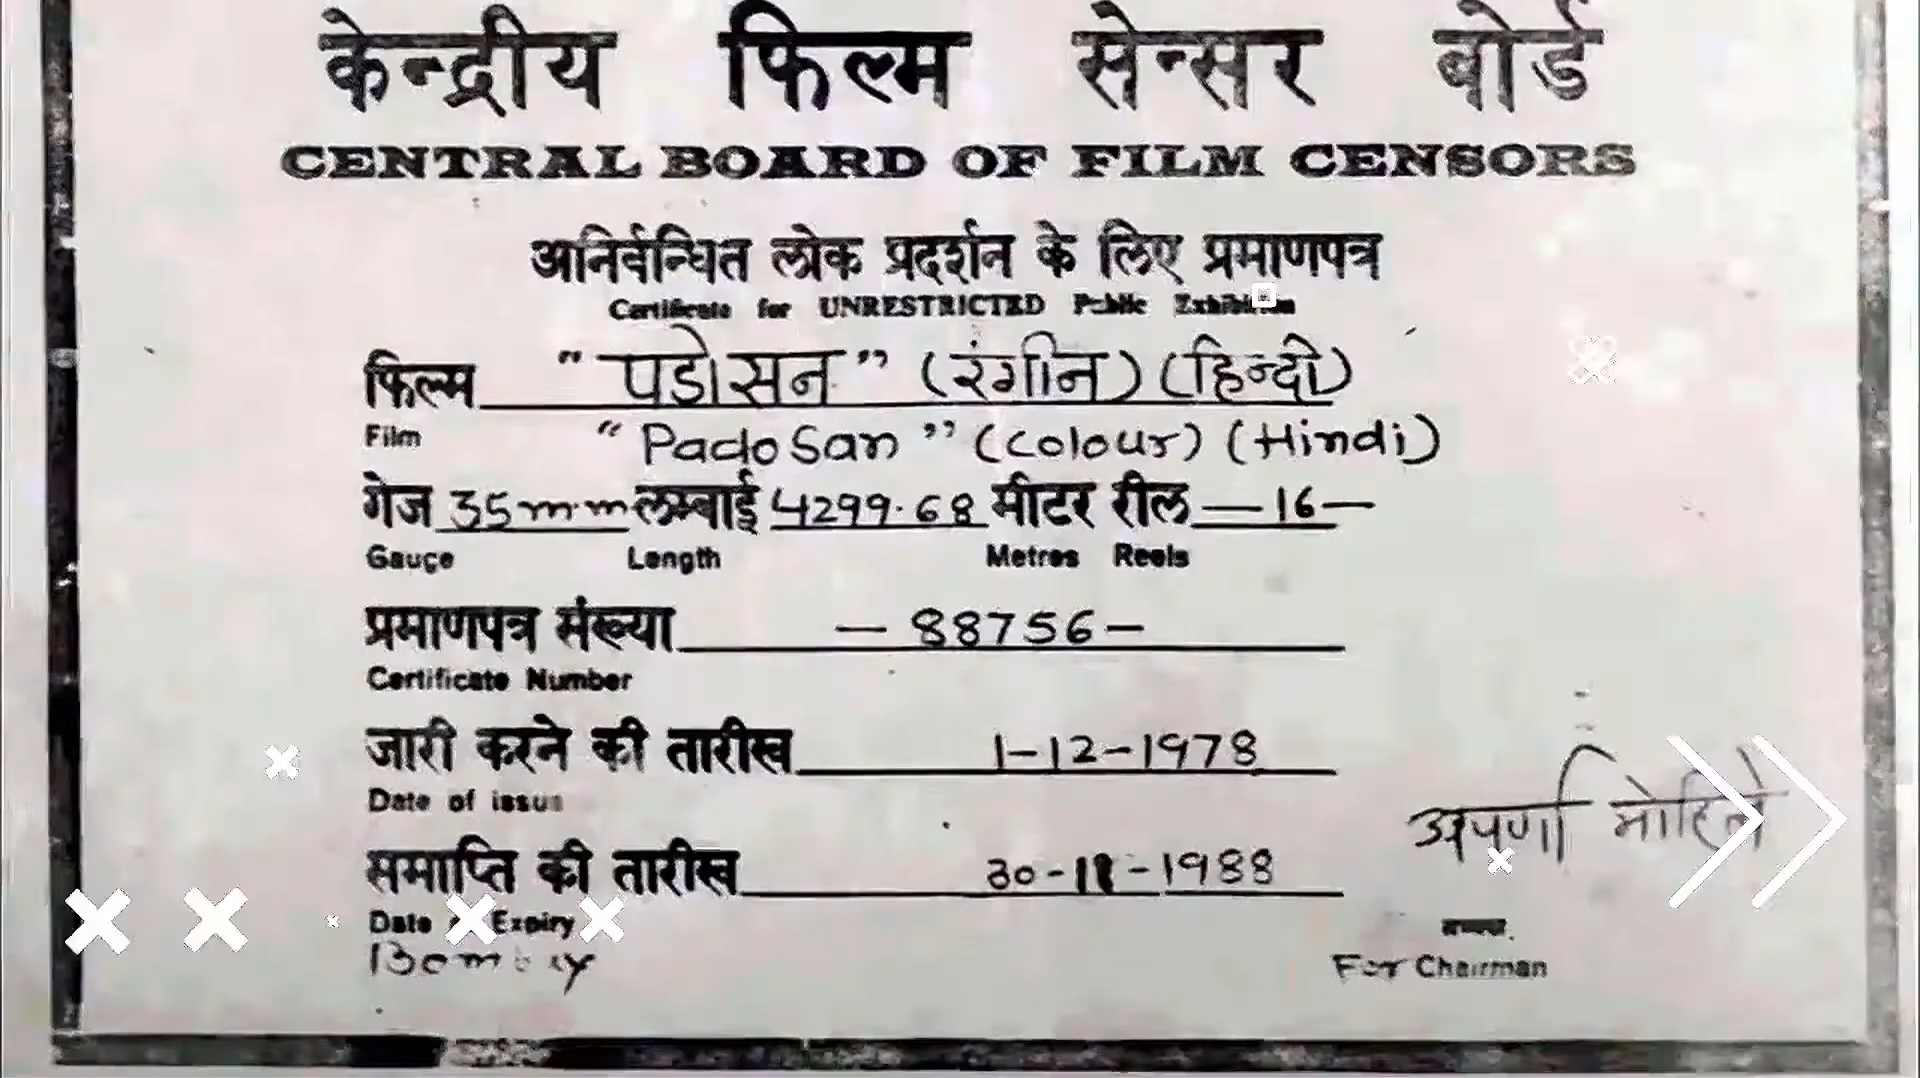 केन्द्रीय फिल्म सेन्सर बोर्ड
CENTRAL BOARD OF FILM CENSORS
अनिर्बन्धित लोक प्रदर्शन के लिए प्रमाणपत्र
Certificate for UNRESTRICTED Public Exhibition
फिल्म "पडोसन" (रंगीन) (हिन्दी)
Film "PadoSan" (Colour) (Hindi)
गेज 35mm लम्बाई 4299.68 मीटर रील —16—
Gauge Length Metres Reels
प्रमाणपत्र संख्या — 88756 —
Certificate Number
जारी करने की तारीख 1-12-1978
Date of issue
समाप्ति की तारीख 30-11-1988
Date Expiry
Bombay
अपर्णा मोहिले
For Chairman